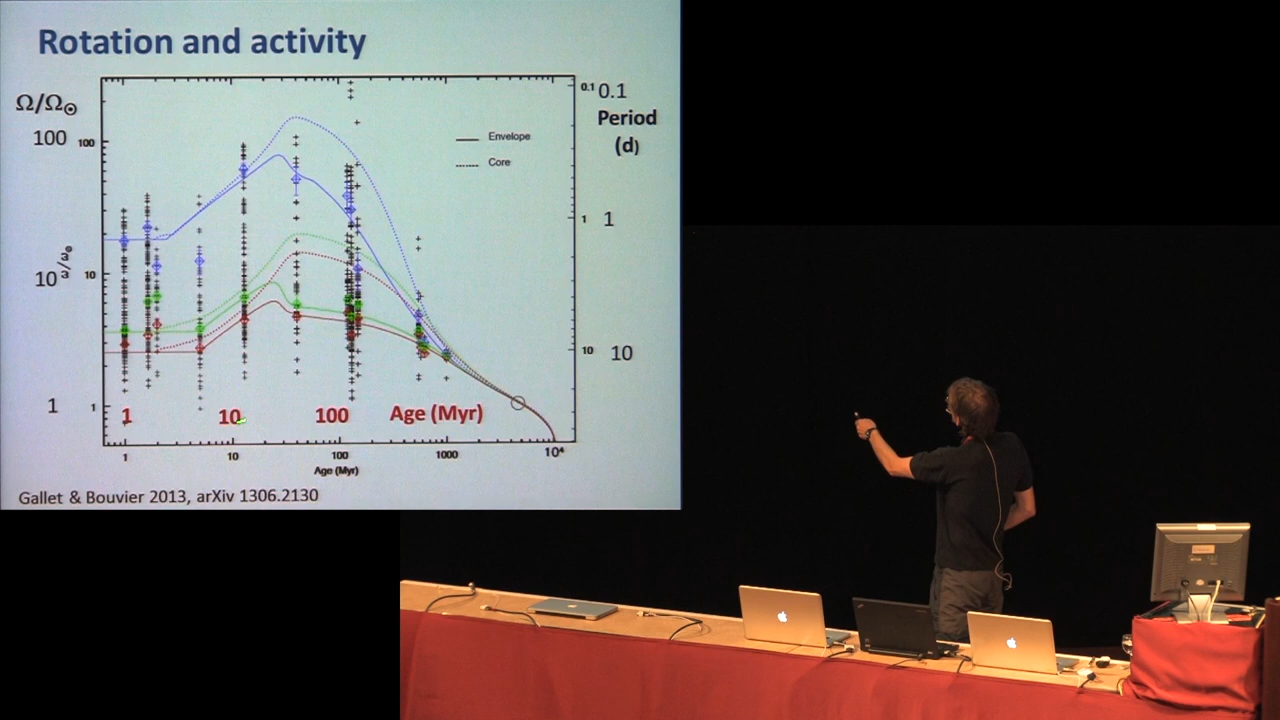 Rotation and activity
Ω/Ω☉
0.1 0.1
Period
(d)
100 100
Envelope
Core
1 1
10 ω/ω☉ 10
10 10
1 1
1 10 100 Age (Myr)
1 10 100 1000 10⁴
Age (Myr)
Gallet & Bouvier 2013, arXiv 1306.2130